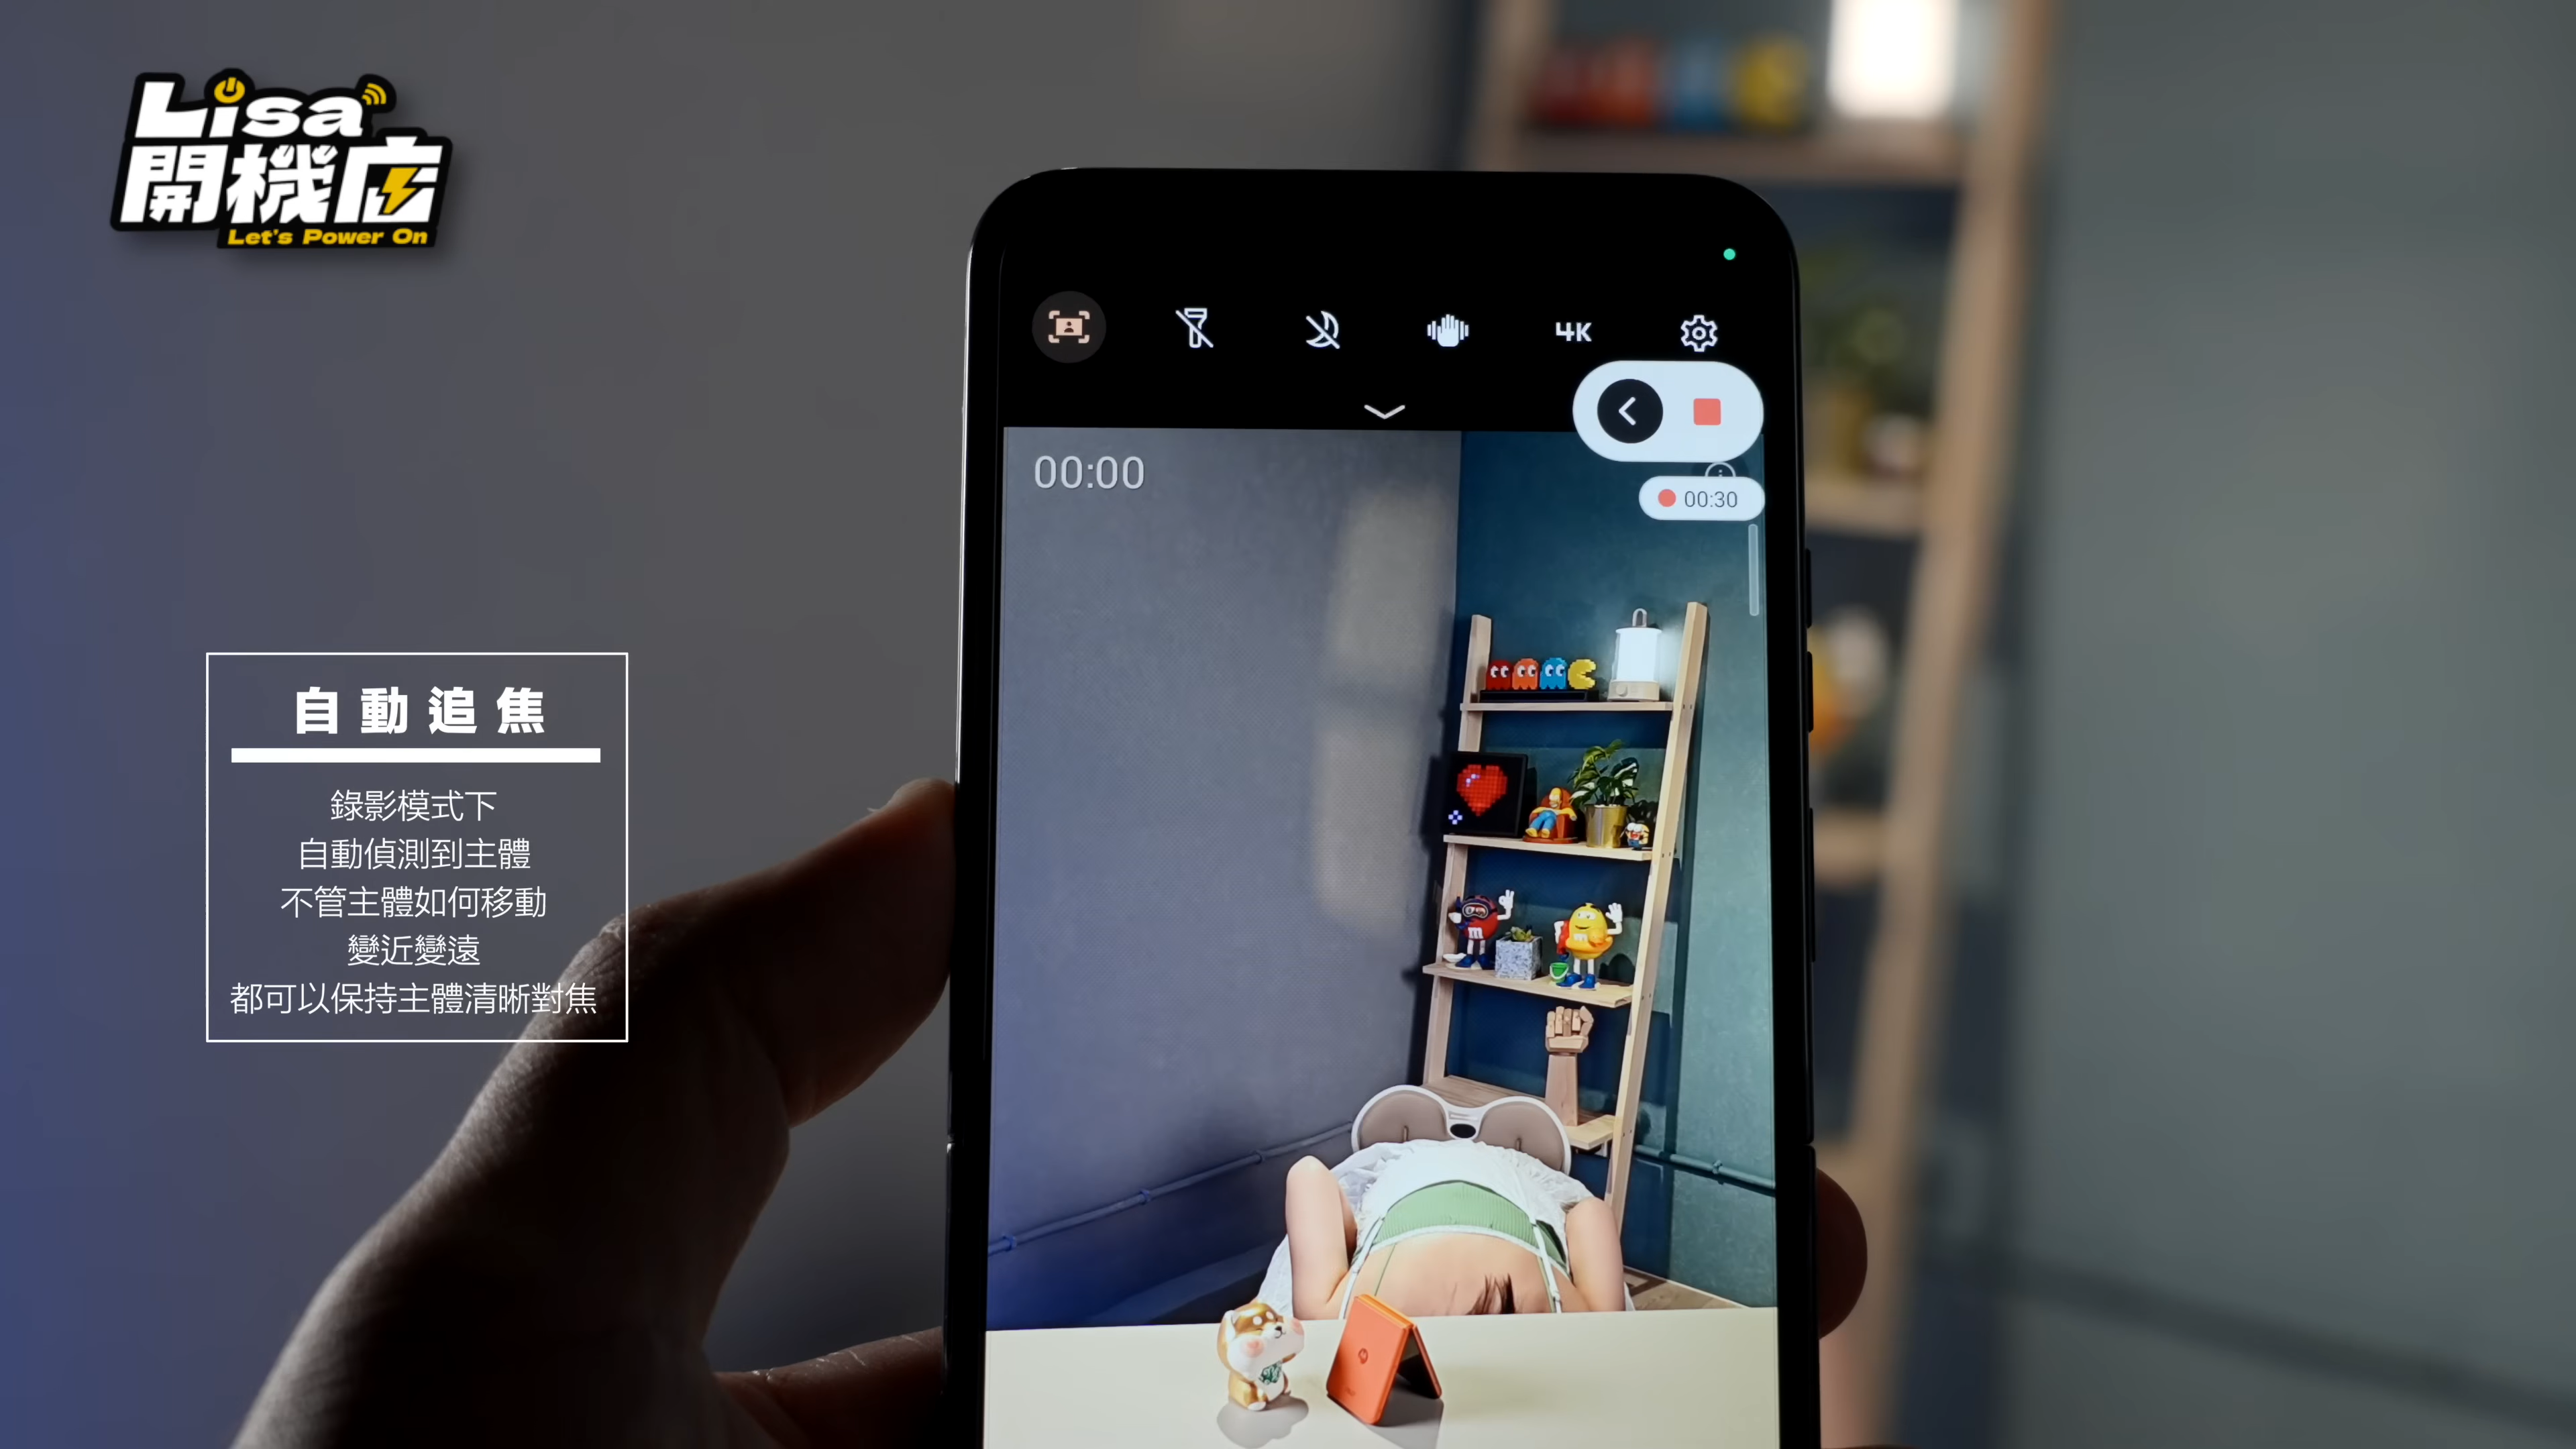 Lisa
開機店
Let's Power On
4K
00:00
00:30
自動追焦
錄影模式下
自動偵測到主體
不管主體如何移動
變近變遠
都可以保持主體清晰對焦